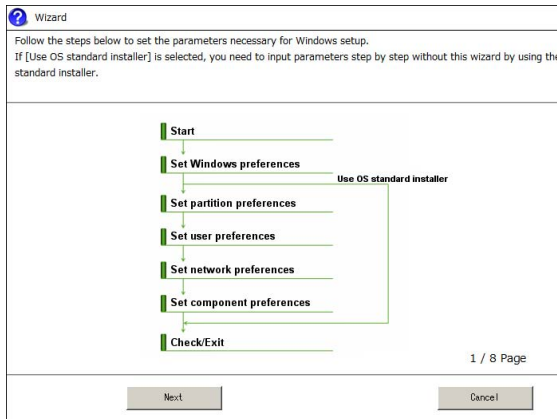 Wizard
Follow the steps below to set the parameters necessary for Windows setup.
If [Use OS standard installer] is selected, you need to input parameters step by step without this wizard by using the
standard installer.
Start
Set Windows preferences
Use OS standard installer
Set partition preferences
Set user preferences
Set network preferences
Set component preferences
Check/Exit
1 / 8 Page
Next
Cancel